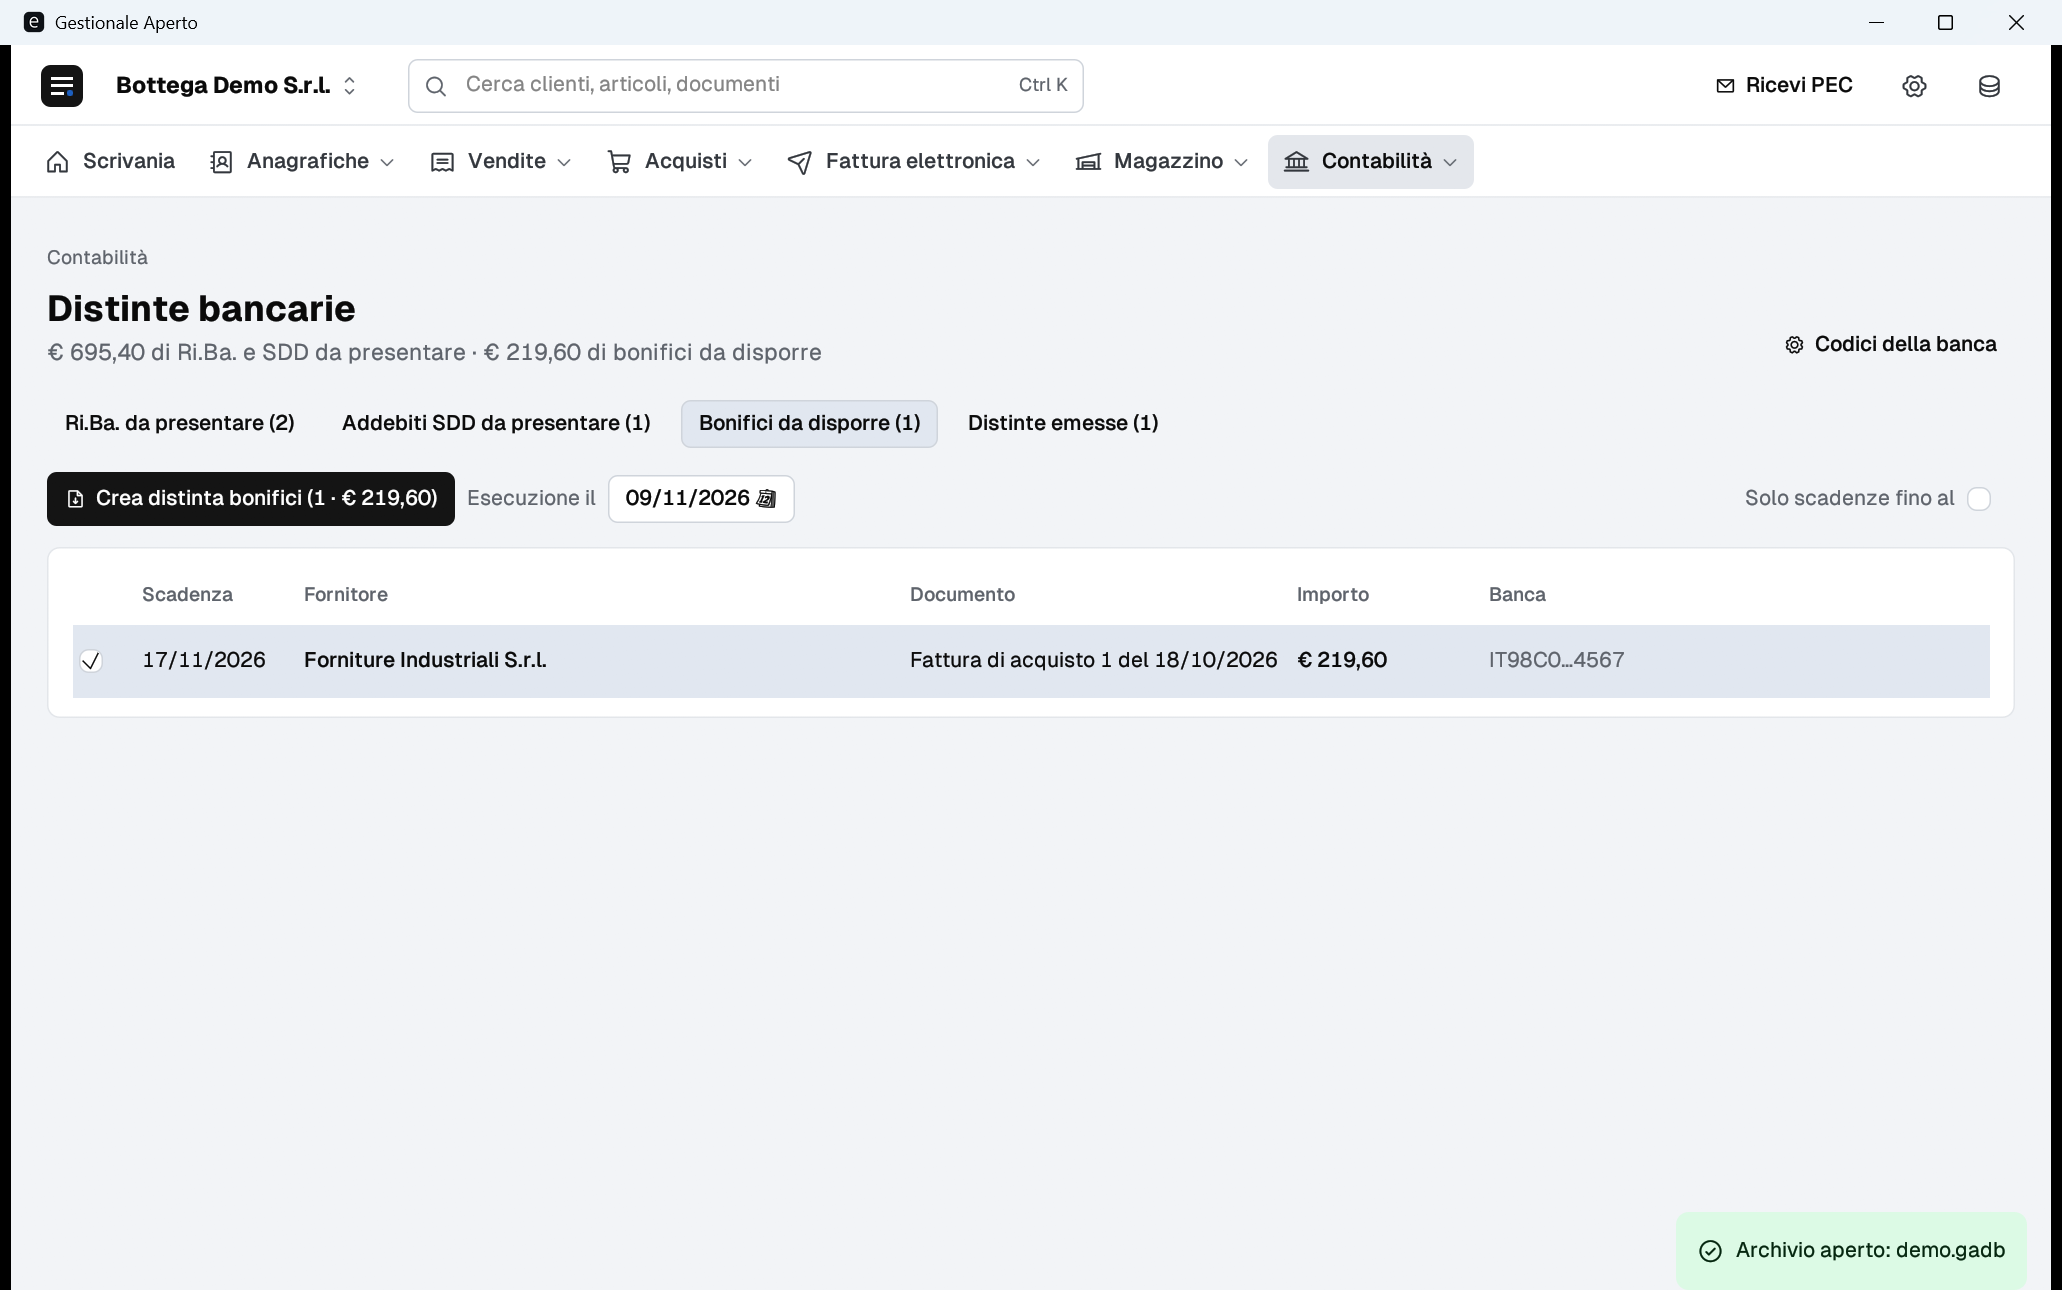 Gestionale Aperto
Bottega Demo S.r.l.
Cerca clienti, articoli, documenti
Ctrl K
Ricevi PEC
Scrivania
Anagrafiche
Vendite
Acquisti
Fattura elettronica
Magazzino
Contabilità
Contabilità
Distinte bancarie
€ 695,40 di Ri.Ba. e SDD da presentare · € 219,60 di bonifici da disporre
Codici della banca
Ri.Ba. da presentare (2)
Addebiti SDD da presentare (1)
Bonifici da disporre (1)
Distinte emesse (1)
Crea distinta bonifici (1 · € 219,60)
Esecuzione il
09/11/2026
Solo scadenze fino al
Scadenza
Fornitore
Documento
Importo
Banca
17/11/2026
Forniture Industriali S.r.l.
Fattura di acquisto 1 del 18/10/2026
€ 219,60
IT98C0…4567
Archivio aperto: demo.gadb